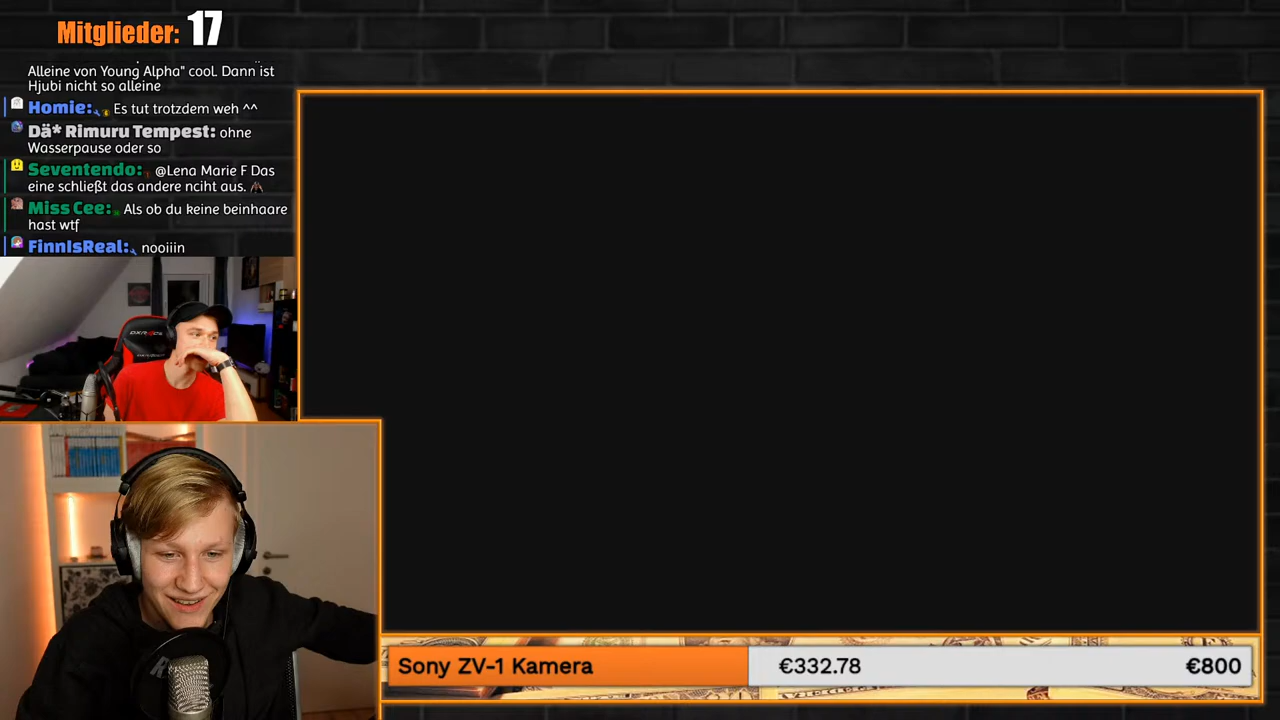 Mitglieder: 17
Alleine von Young Alpha" cool. Dann ist
Hjubi nicht so alleine
Homie: Es tut trotzdem weh ^^
Dä* Rimuru Tempest: ohne
Wasserpause oder so
Seventendo: @Lena Marie F Das
eine schließt das andere nciht aus.
Miss Cee: Als ob du keine beinhaare
hast wtf
FinnIsReal: nooiiin
Sony ZV-1 Kamera €332.78 €800